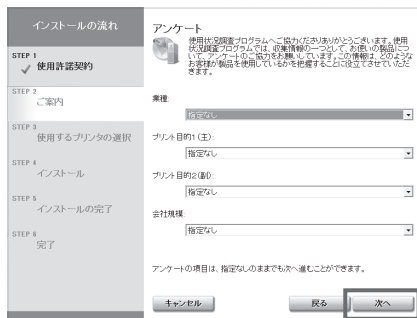 インストールの流れ
STEP 1
使用許諾契約
STEP 2
ご案内
STEP 3
使用するプリンタの選択
STEP 4
インストール
STEP 5
インストールの完了
STEP 6
完了
アンケート
使用状況調査プログラムへご協力くださりありがとうございます。使用
状況調査プログラムでは、収集情報の一つとして、お使いの製品につ
いて、アンケートのご協力をお願いしています。この情報は、どのような
お客様が製品を使用しているかを把握することに役立てさせていただ
きます。
業種:
指定なし
プリント目的1(主):
指定なし
プリント目的2(副):
指定なし
会社規模:
指定なし
アンケートの項目は、指定なしのままでも次へ進むことができます。
キャンセル
戻る
次へ